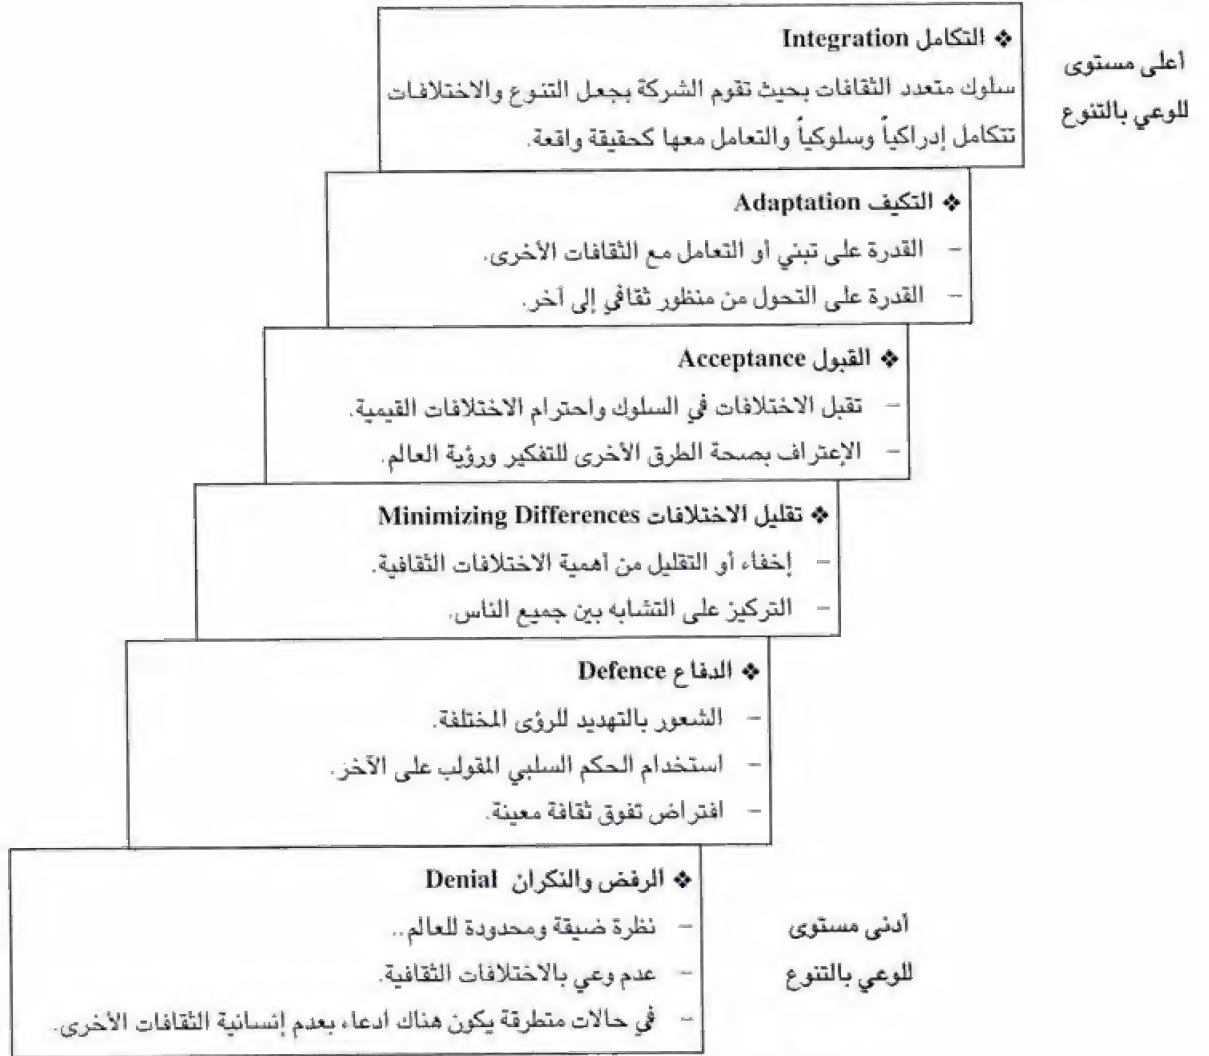 ❖ التكامل Integration
سلوك متعدد الثقافات بحيث تقوم الشركة بجعل التنوع والاختلافات
تتكامل إدراكياً وسلوكياً والتعامل معها كحقيقة واقعة.
أعلى مستوى
للوعي بالتنوع
❖ التكيف Adaptation
– القدرة على تبني أو التعامل مع الثقافات الأخرى.
– القدرة على التحول من منظور ثقافي إلى آخر.
❖ القبول Acceptance
– تقبل الاختلافات في السلوك واحترام الاختلافات القيمية.
– الإعتراف بصحة الطرق الأخرى للتفكير ورؤية العالم.
❖ تقليل الاختلافات Minimizing Differences
– إخفاء أو التقليل من أهمية الاختلافات الثقافية.
– التركيز على التشابه بين جميع الناس.
❖ الدفاع Defence
– الشعور بالتهديد للرؤى المختلفة.
– استخدام الحكم السلبي المقولب على الآخر.
– افتراض تفوق ثقافة معينة.
❖ الرفض والنكران Denial
– نظرة ضيقة ومحدودة للعالم..
– عدم وعي بالاختلافات الثقافية.
– في حالات متطرقة يكون هناك أدعاء بعدم إنسانية الثقافات الأخرى.
أدنى مستوى
للوعي بالتنوع